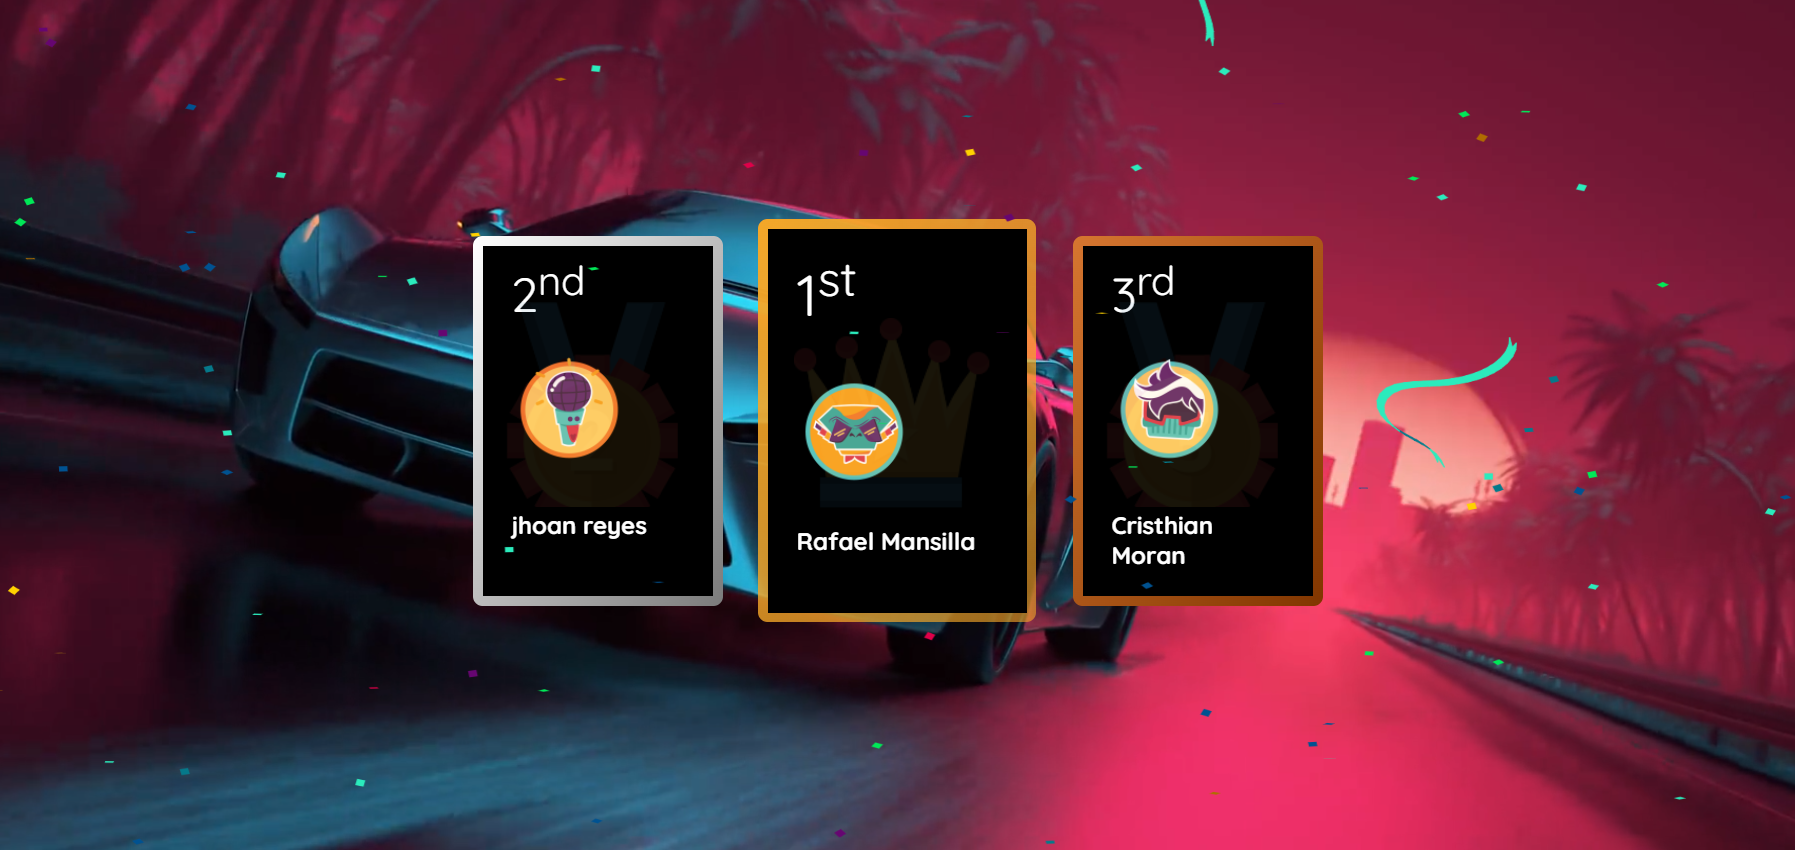 2nd
jhoan reyes
1st
Rafael Mansilla
3rd
Cristhian
Moran